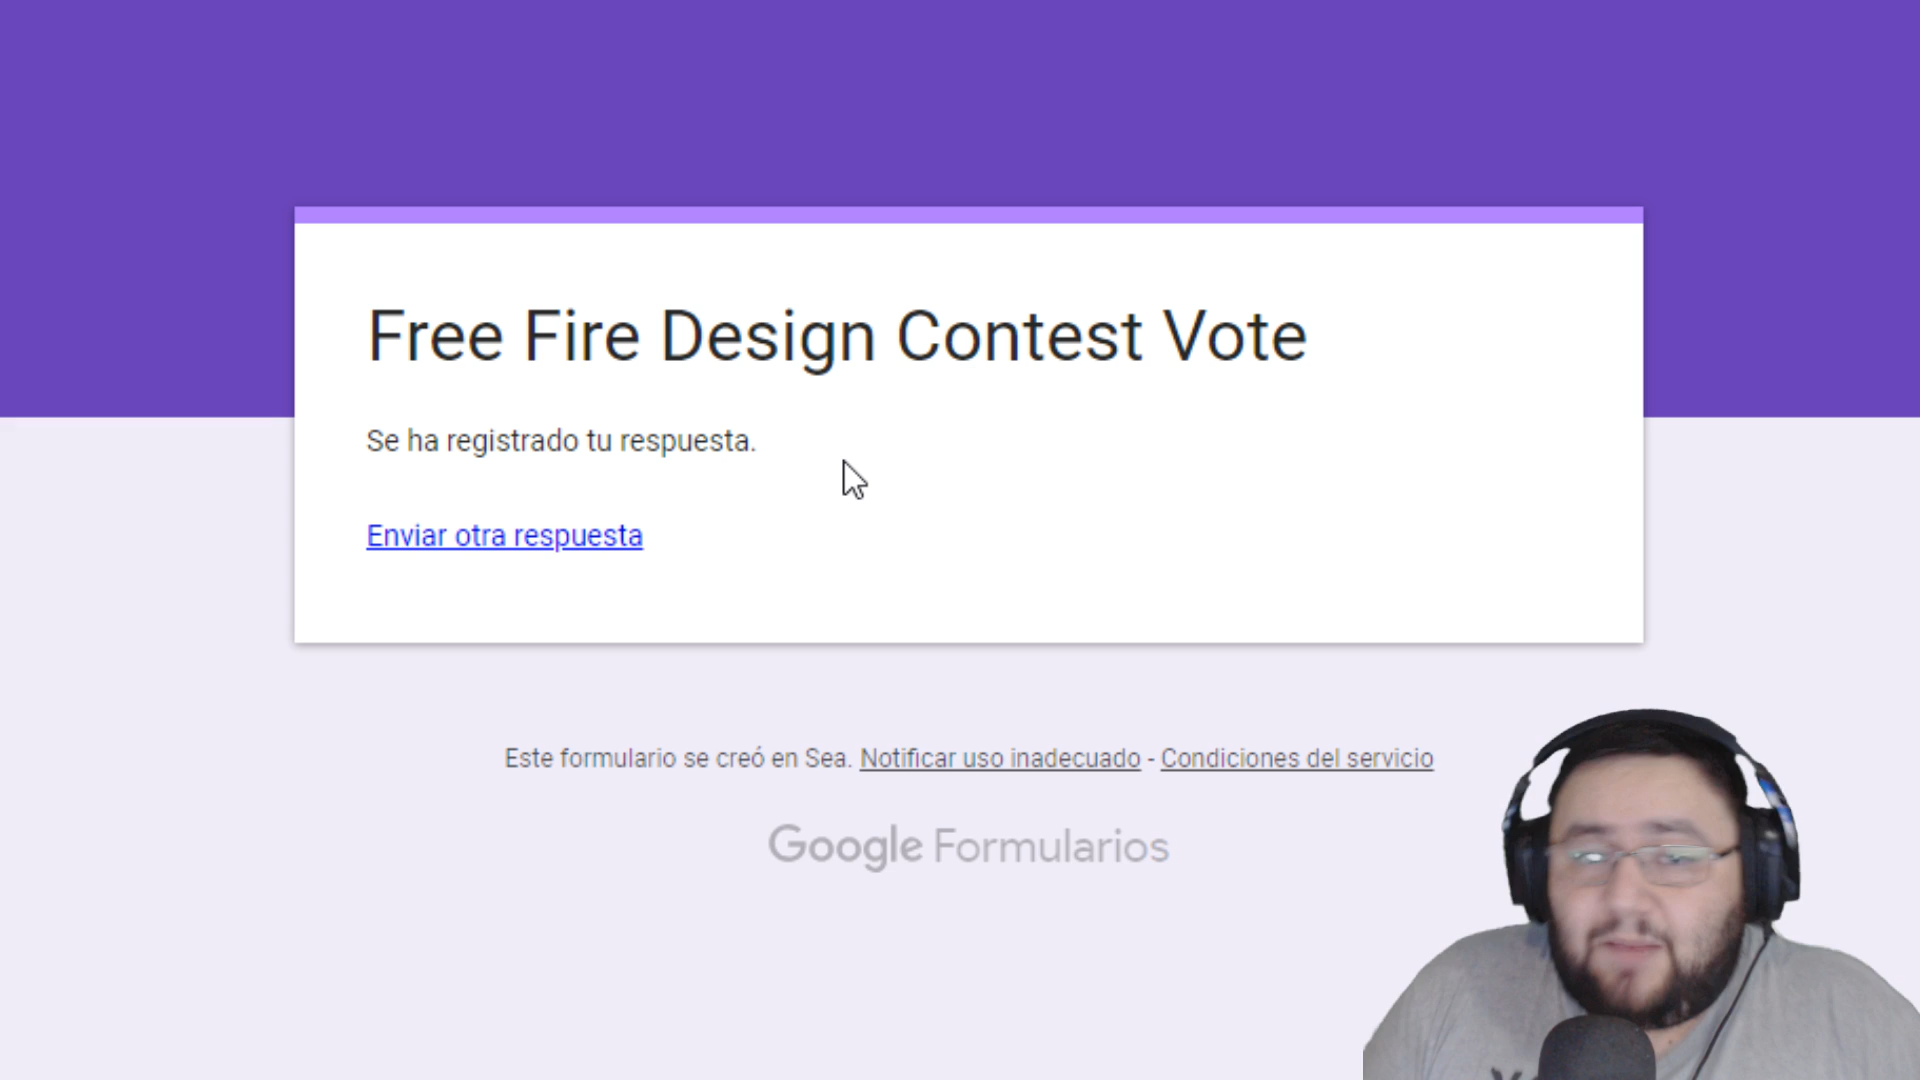 Free Fire Design Contest Vote
Se ha registrado tu respuesta.
Enviar otra respuesta
Este formulario se creó en Sea. Notificar uso inadecuado - Condiciones del servicio
Google Formularios